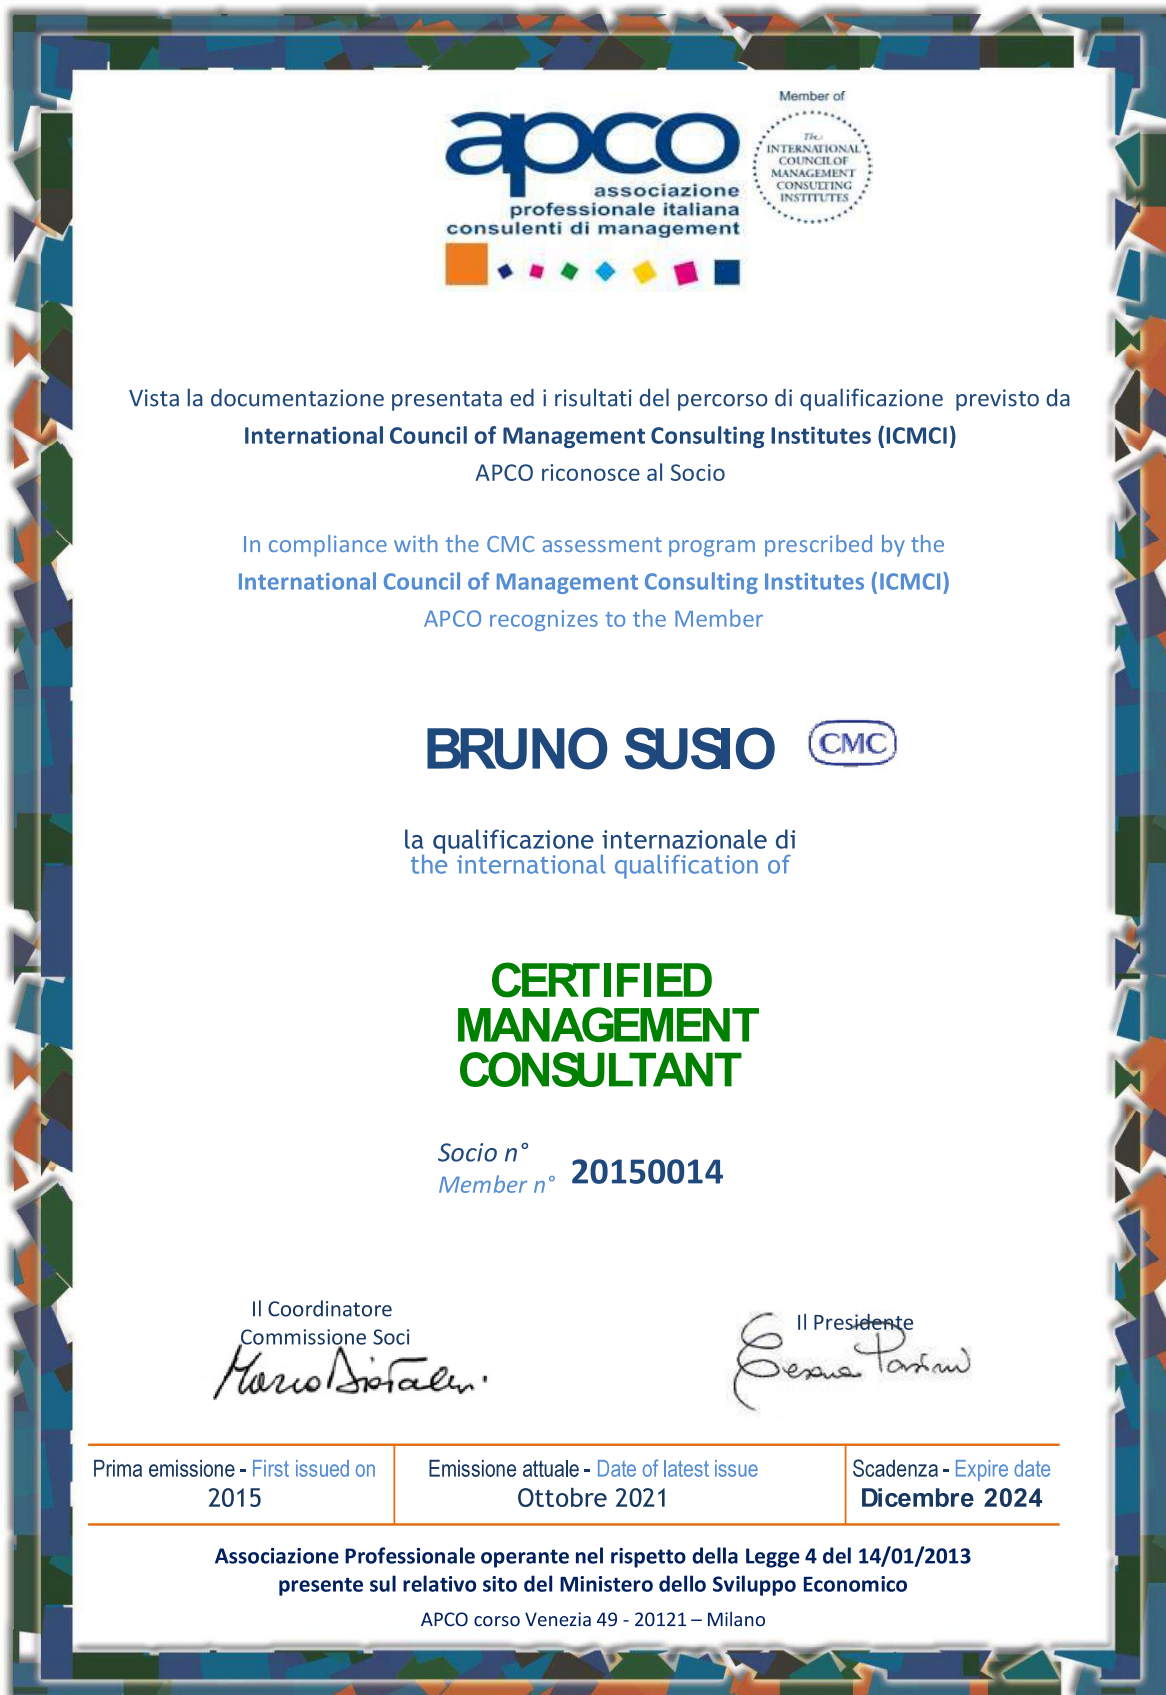 Member of
apco
The
INTERNATIONAL
COUNCIL OF
MANAGEMENT
CONSULTING
INSTITUTES
associazione
professionale italiana
consulenti di management
Vista la documentazione presentata ed i risultati del percorso di qualificazione previsto da
International Council of Management Consulting Institutes (ICMCI)
APCO riconosce al Socio
In compliance with the CMC assessment program prescribed by the
International Council of Management Consulting Institutes (ICMCI)
APCO recognizes to the Member
BRUNO SUSIO CMC
la qualificazione internazionale di
the international qualification of
CERTIFIED
MANAGEMENT
CONSULTANT
Socio n°
Member n° 20150014
Il Coordinatore
Commissione Soci
Il Presidente
Prima emissione - First issued on
2015
Emissione attuale - Date of latest issue
Ottobre 2021
Scadenza - Expire date
Dicembre 2024
Associazione Professionale operante nel rispetto della Legge 4 del 14/01/2013
presente sul relativo sito del Ministero dello Sviluppo Economico
APCO corso Venezia 49 - 20121 – Milano